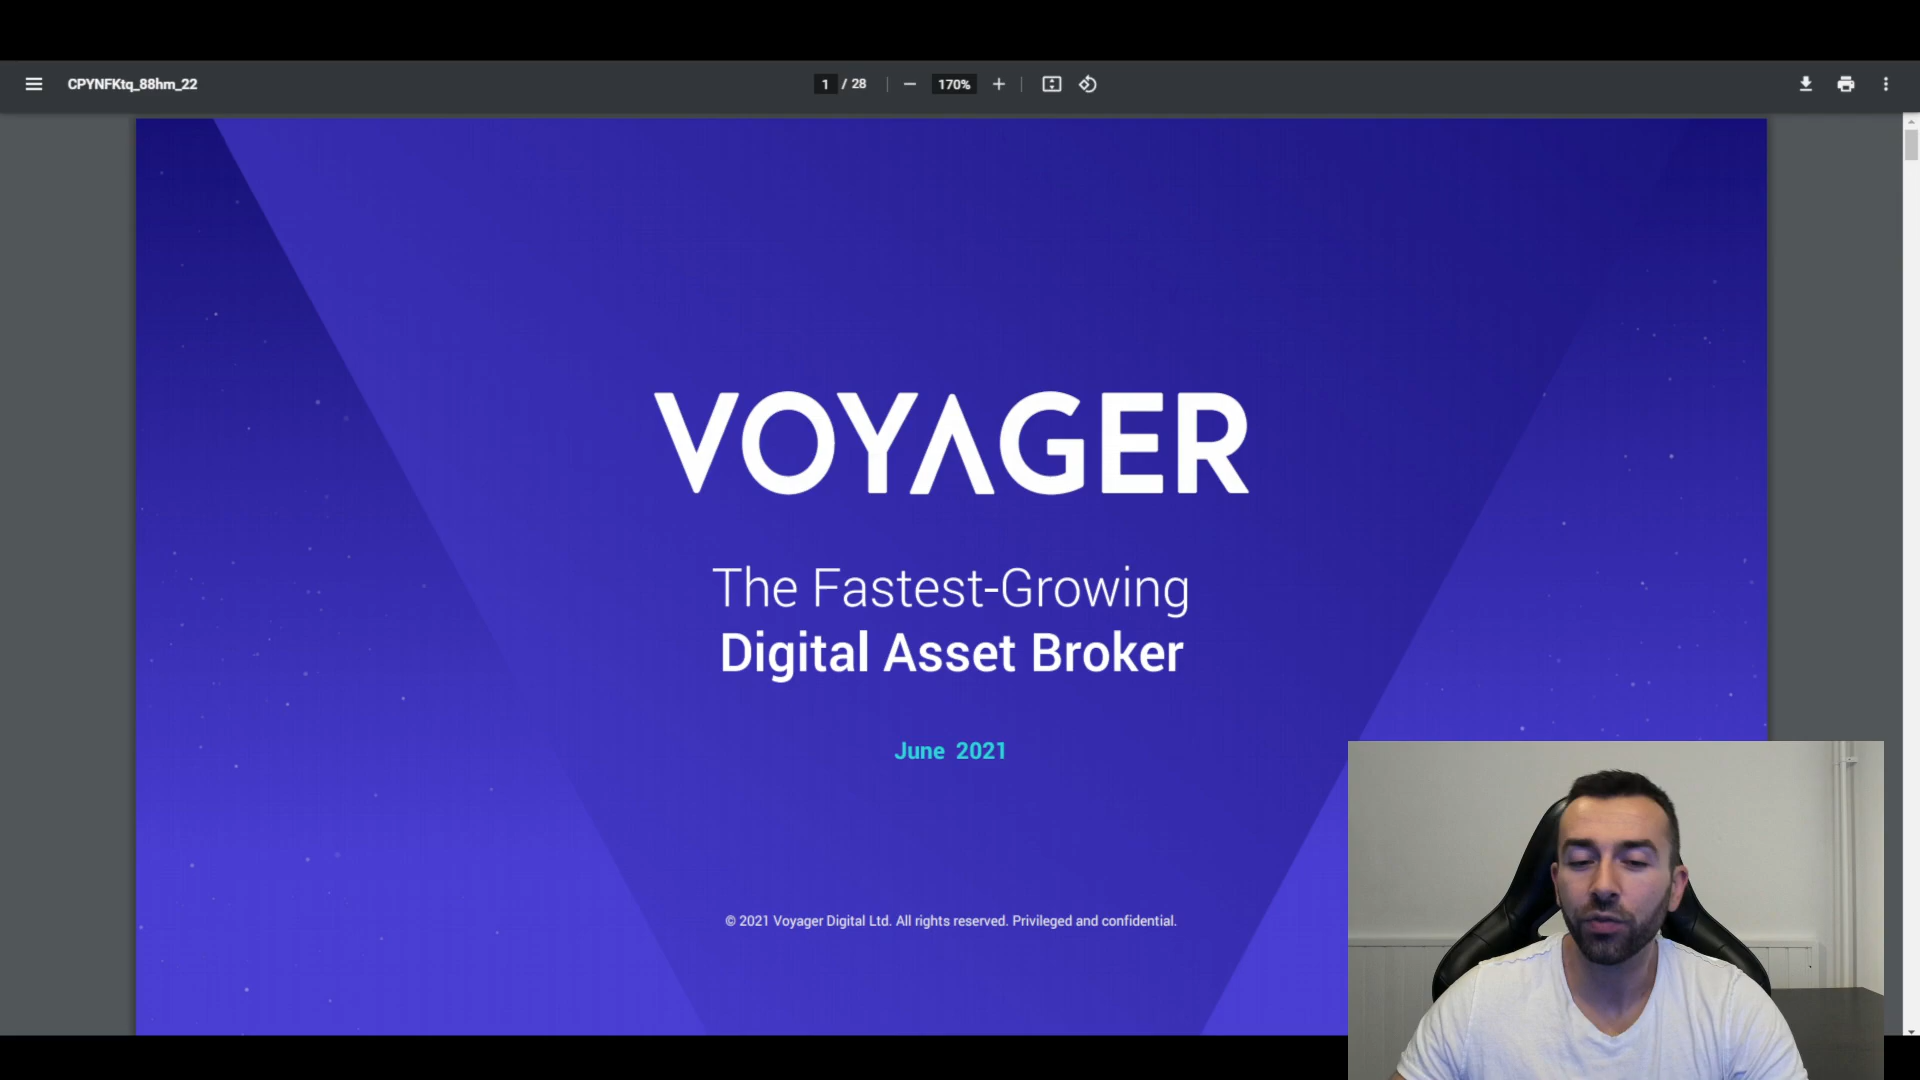 CPYNFKtq_88hm_22
1 / 28
170%
VOYAGER
The Fastest-Growing
Digital Asset Broker
June 2021
© 2021 Voyager Digital Ltd. All rights reserved. Privileged and confidential.